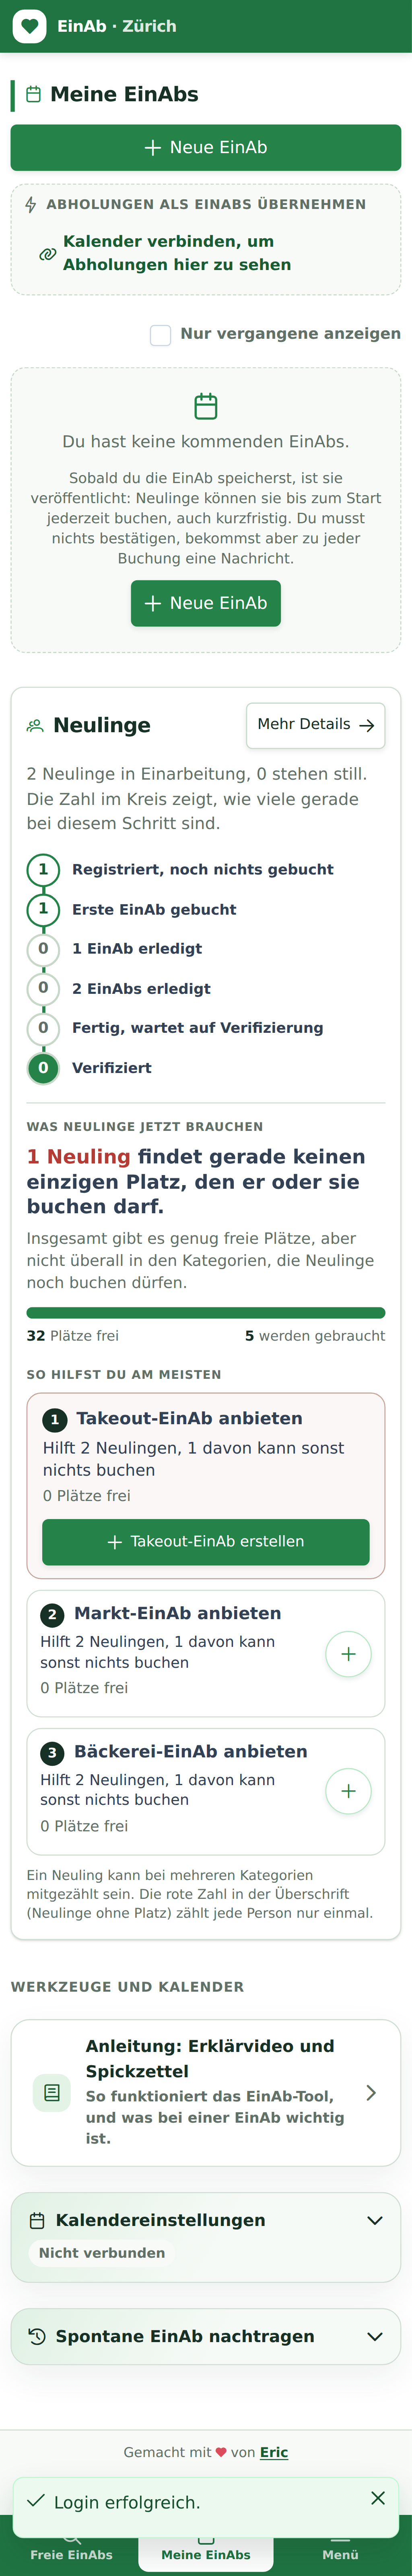 EinAb · Zürich
Meine EinAbs
Neue EinAb
ABHOLUNGEN ALS EINABS ÜBERNEHMEN
Kalender verbinden, um
Abholungen hier zu sehen
Nur vergangene anzeigen
Du hast keine kommenden EinAbs.
Sobald du die EinAb speicherst, ist sie
veröffentlicht: Neulinge können sie bis zum Start
jederzeit buchen, auch kurzfristig. Du musst
nichts bestätigen, bekommst aber zu jeder
Buchung eine Nachricht.
Neue EinAb
Neulinge
Mehr Details
2 Neulinge in Einarbeitung, 0 stehen still.
Die Zahl im Kreis zeigt, wie viele gerade
bei diesem Schritt sind.
1 Registriert, noch nichts gebucht
1 Erste EinAb gebucht
0 1 EinAb erledigt
0 2 EinAbs erledigt
0 Fertig, wartet auf Verifizierung
0 Verifiziert
WAS NEULINGE JETZT BRAUCHEN
1 Neuling findet gerade keinen
einzigen Platz, den er oder sie
buchen darf.
Insgesamt gibt es genug freie Plätze, aber
nicht überall in den Kategorien, die Neulinge
noch buchen dürfen.
32 Plätze frei 5 werden gebraucht
SO HILFST DU AM MEISTEN
1 Takeout-EinAb anbieten
Hilft 2 Neulingen, 1 davon kann sonst
nichts buchen
0 Plätze frei
Takeout-EinAb erstellen
2 Markt-EinAb anbieten
Hilft 2 Neulingen, 1 davon kann
sonst nichts buchen
0 Plätze frei
3 Bäckerei-EinAb anbieten
Hilft 2 Neulingen, 1 davon kann
sonst nichts buchen
0 Plätze frei
Ein Neuling kann bei mehreren Kategorien
mitgezählt sein. Die rote Zahl in der Überschrift
(Neulinge ohne Platz) zählt jede Person nur einmal.
WERKZEUGE UND KALENDER
Anleitung: Erklärvideo und
Spickzettel
So funktioniert das EinAb-Tool,
und was bei einer EinAb wichtig
ist.
Kalendereinstellungen
Nicht verbunden
Spontane EinAb nachtragen
Gemacht mit ❤ von Eric
Login erfolgreich.
Freie EinAbs Meine EinAbs Menü